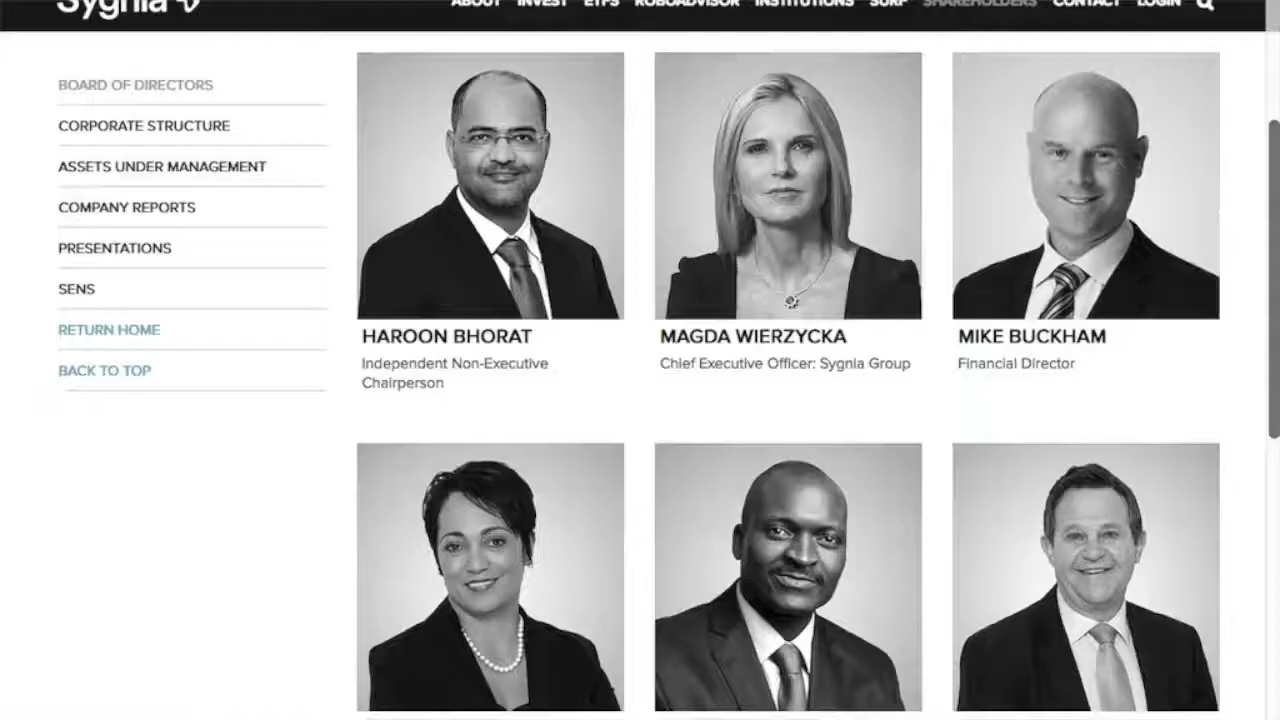 Sygnia
ABOUT INVEST ETFS ROBOADVISOR INSTITUTIONS SURF SHAREHOLDERS CONTACT LOGIN
BOARD OF DIRECTORS
CORPORATE STRUCTURE
ASSETS UNDER MANAGEMENT
COMPANY REPORTS
PRESENTATIONS
SENS
RETURN HOME
BACK TO TOP
HAROON BHORAT
Independent Non-Executive
Chairperson
MAGDA WIERZYCKA
Chief Executive Officer: Sygnia Group
MIKE BUCKHAM
Financial Director